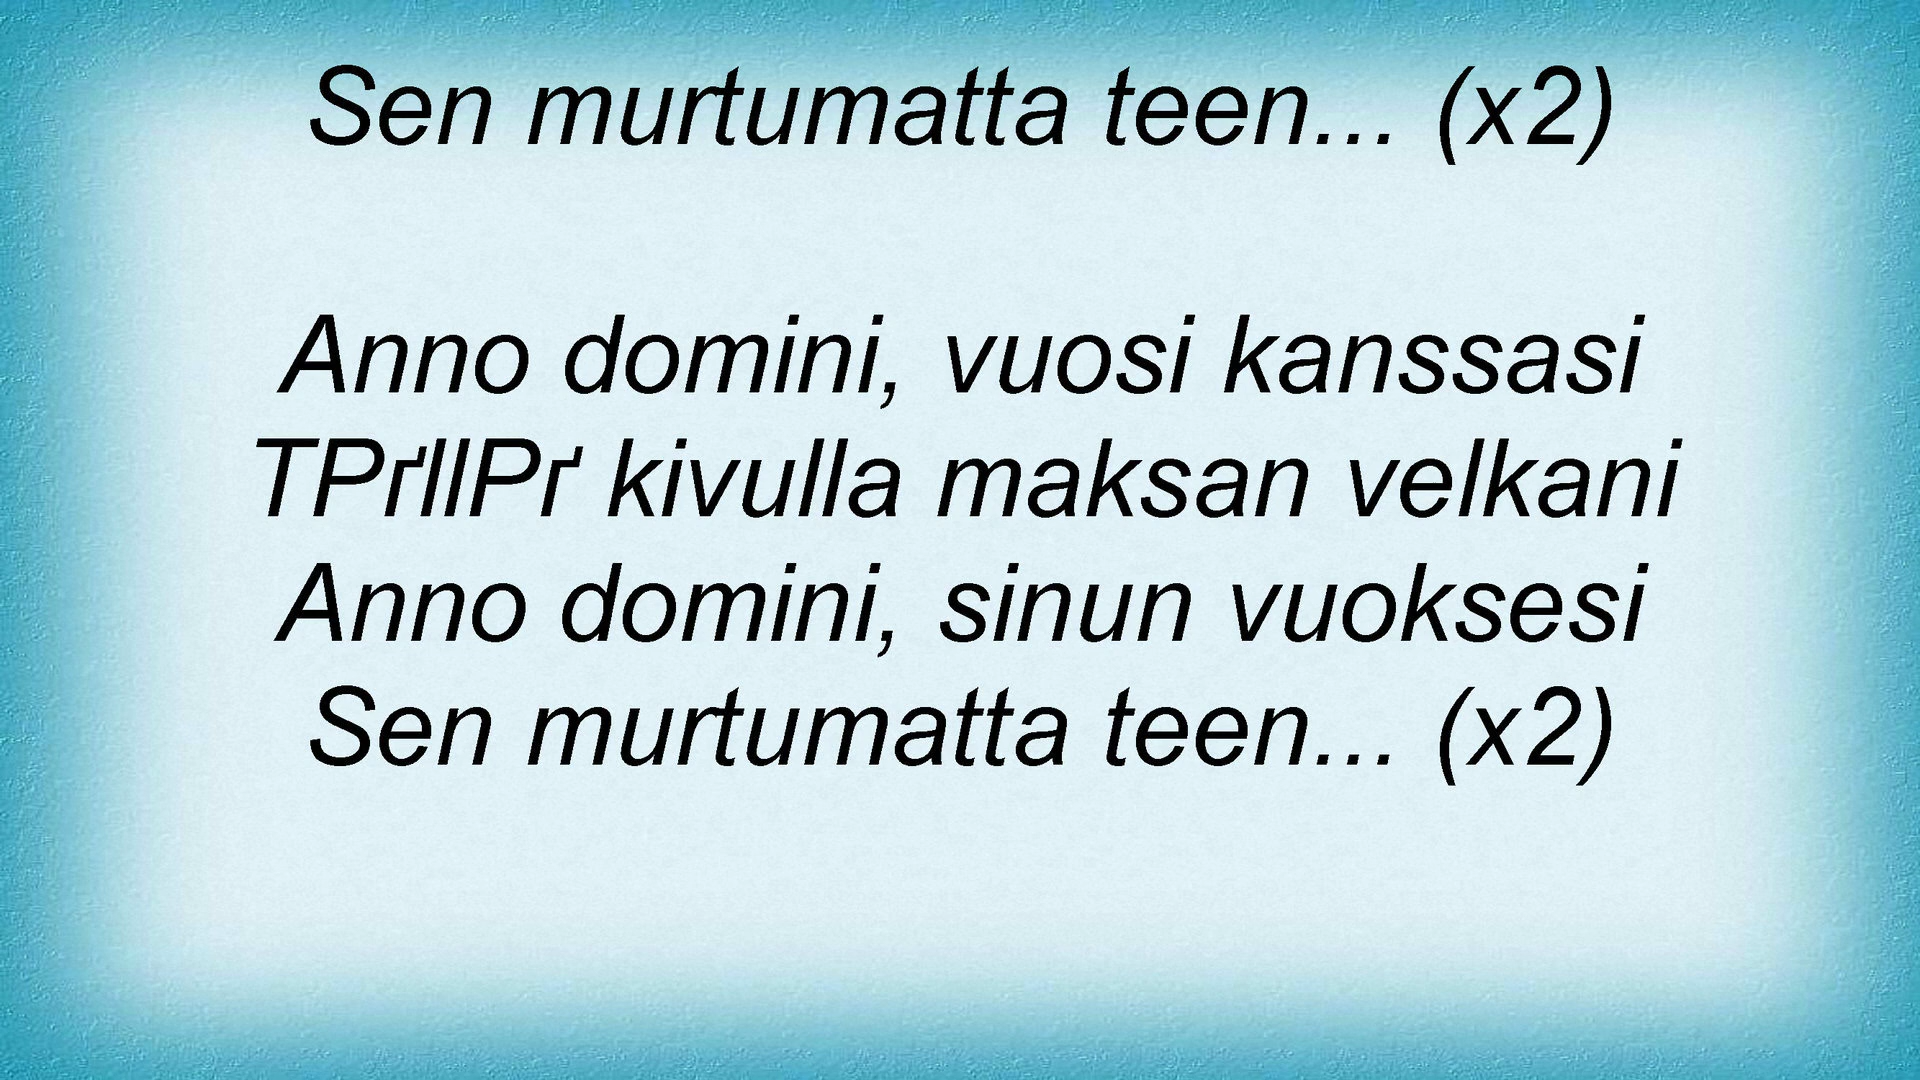 Sen murtumatta teen... (x2)
Anno domini, vuosi kanssasi
TРґllРґ kivulla maksan velkani
Anno domini, sinun vuoksesi
Sen murtumatta teen... (x2)